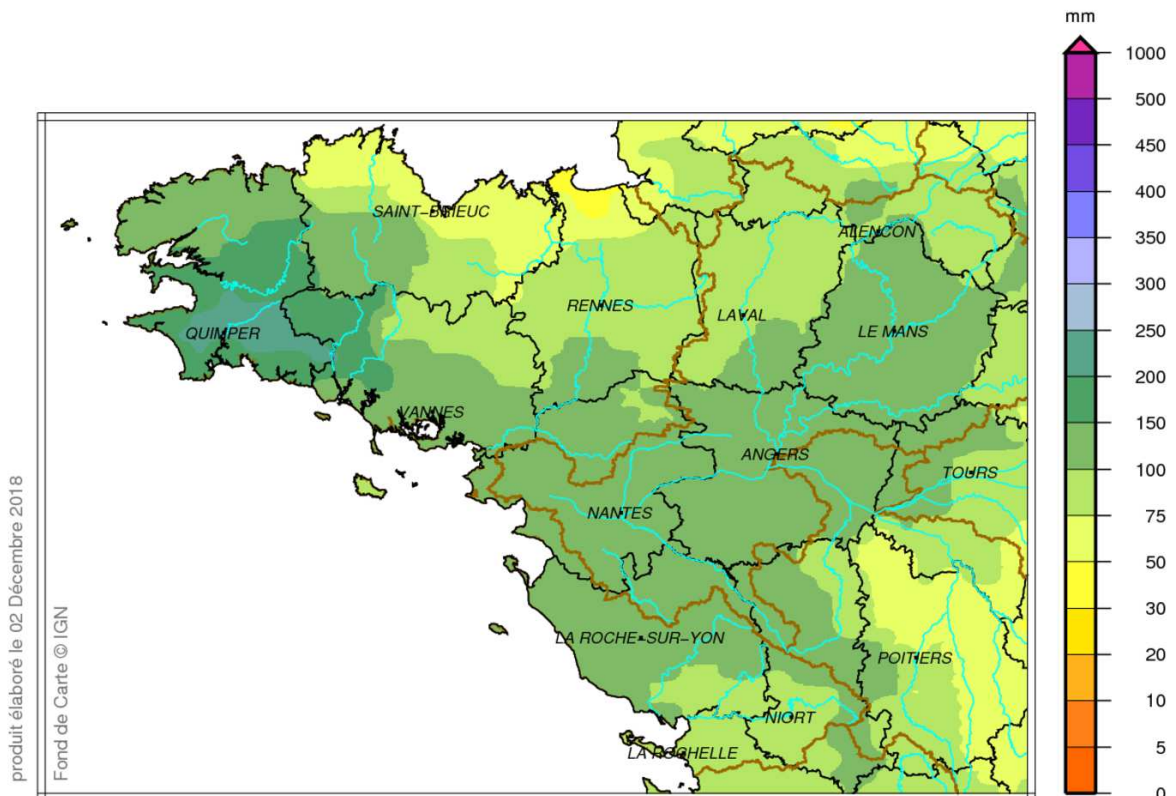 mm
1000
500
450
400
350
300
250
200
150
100
75
50
30
20
10
5
0
SAINT-BRIEUC
ALENCON
RENNES
LAVAL
LE MANS
QUIMPER
VANNES
ANGERS
TOURS
NANTES
LA ROCHE-SUR-YON
POITIERS
NIORT
LA ROCHELLE
produit élaboré le 02 Décembre 2018
Fond de Carte © IGN